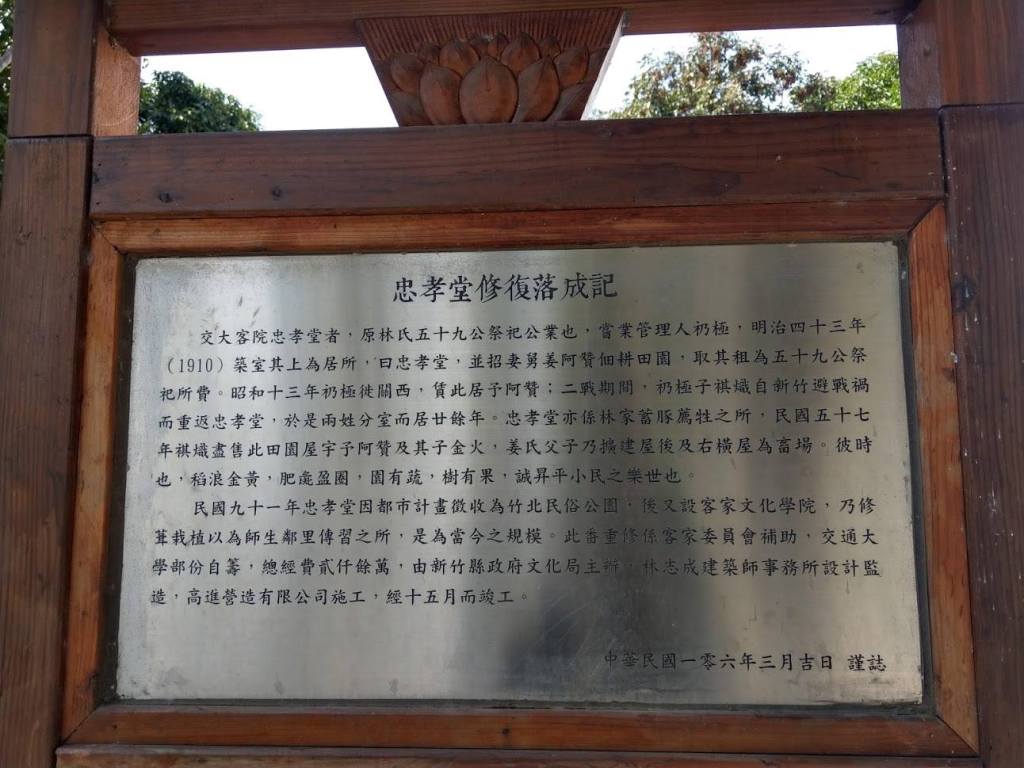 忠孝堂修復落成記
交大客院忠孝堂者，原林氏五十九公祭祀公業也，嘗業管理人礽極，明治四十三年
（1910）築室其上為居所，曰忠孝堂，並招妻舅姜阿贊佃耕田園，取其租為五十九公祭
祀所費。昭和十三年礽極徙關西，賃此居予阿贊；二戰期間，礽極子祺熾自新竹避戰禍
而重返忠孝堂，於是兩姓分室而居廿餘年。忠孝堂亦係林家蓄豚薦牲之所，民國五十七
年祺熾盡售此田園屋宇予阿贊及其子金火，姜氏父子乃擴建屋後及右橫屋為畜場。彼時
也，稻浪金黃，肥彘盈圈，園有蔬，樹有果，誠昇平小民之樂世也。
民國九十一年忠孝堂因都市計畫徵收為竹北民俗公園，後又設客家文化學院，乃修
葺栽植以為師生鄰里傳習之所，是為當今之規模。此番重修係客家委員會補助，交通大
學部份自籌，總經費貳仟餘萬，由新竹縣政府文化局主辦，林志成建築師事務所設計監
造，高進營造有限公司施工，經十五月而竣工。
中華民國一零六年三月吉日 謹誌